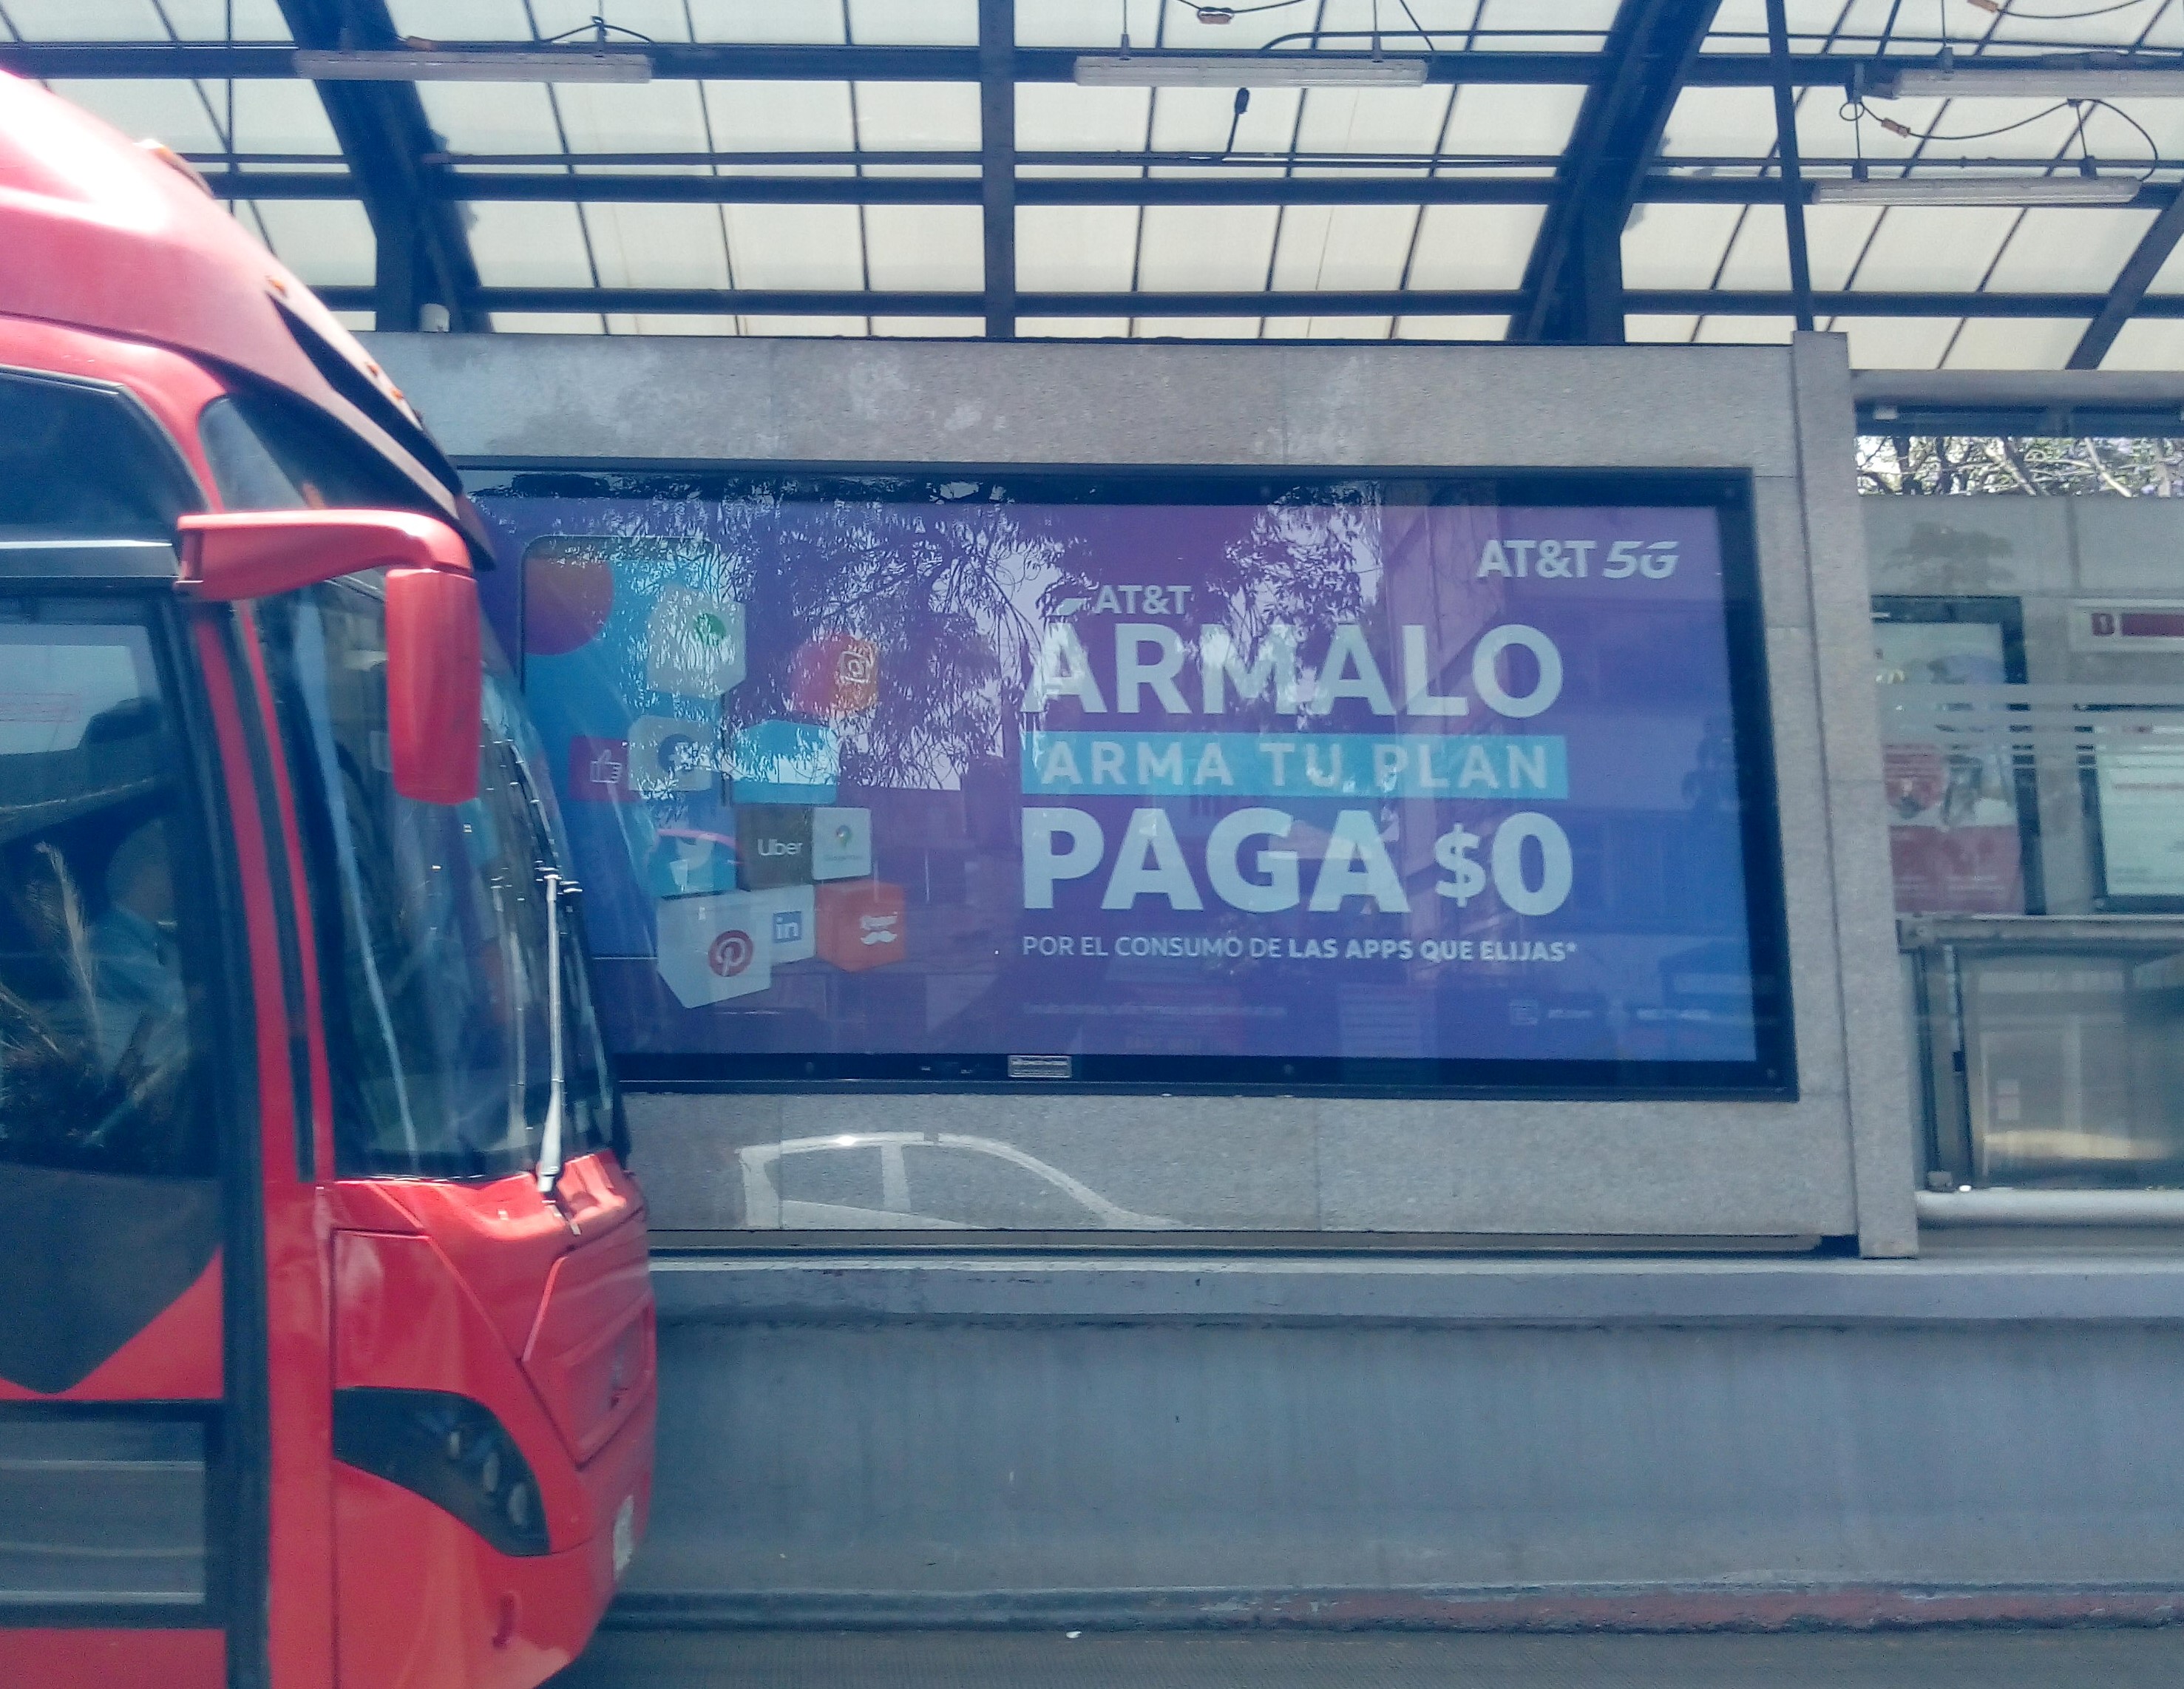 AT&T 5G
AT&T
ÁRMALO
ARMA TU PLAN
PAGA $0
POR EL CONSUMO DE LAS APPS QUE ELIJAS*
Uber
in